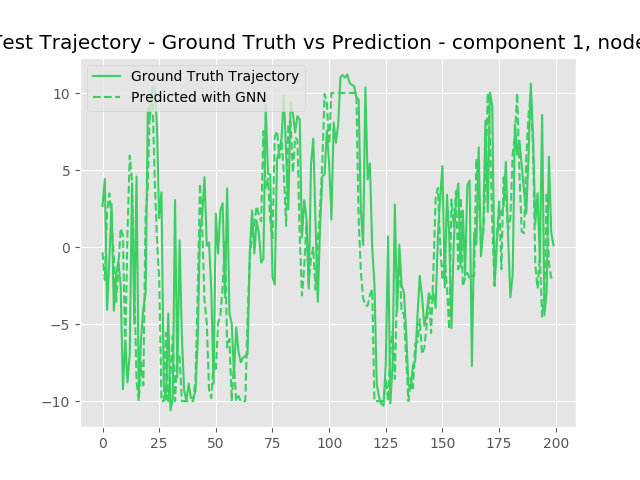 Test Trajectory - Ground Truth vs Prediction - component 1, node
Ground Truth Trajectory
Predicted with GNN
10
5
0
−5
−10
0 25 50 75 100 125 150 175 200